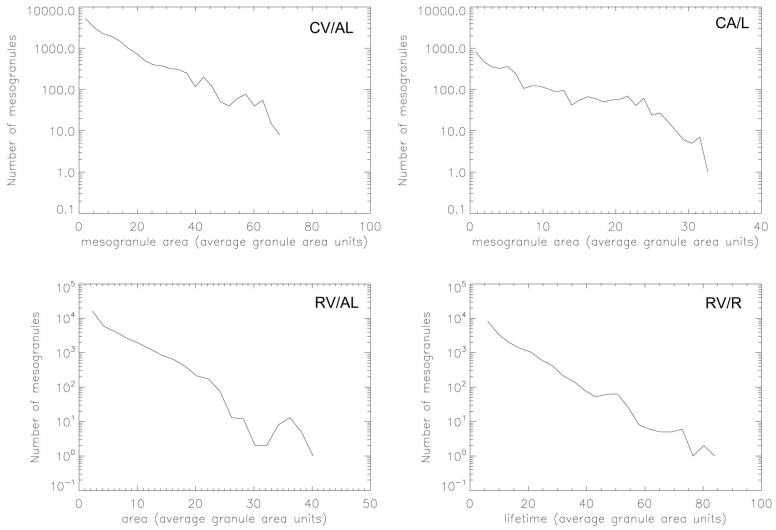 10000.0
1000.0
100.0
10.0
1.0
0.1
Number of mesogranules
CV/AL
0 20 40 60 80 100
mesogranule area (average granule area units)
10000.0
1000.0
100.0
10.0
1.0
0.1
Number of mesogranules
CA/L
0 10 20 30 40
mesogranule area (average granule area units)
10⁵
10⁴
10³
10²
10¹
10⁰
10⁻¹
Number of mesogranules
RV/AL
0 10 20 30 40 50
area (average granule area units)
10⁵
10⁴
10³
10²
10¹
10⁰
10⁻¹
Number of mesogranules
RV/R
0 20 40 60 80 100
lifetime (average granule area units)